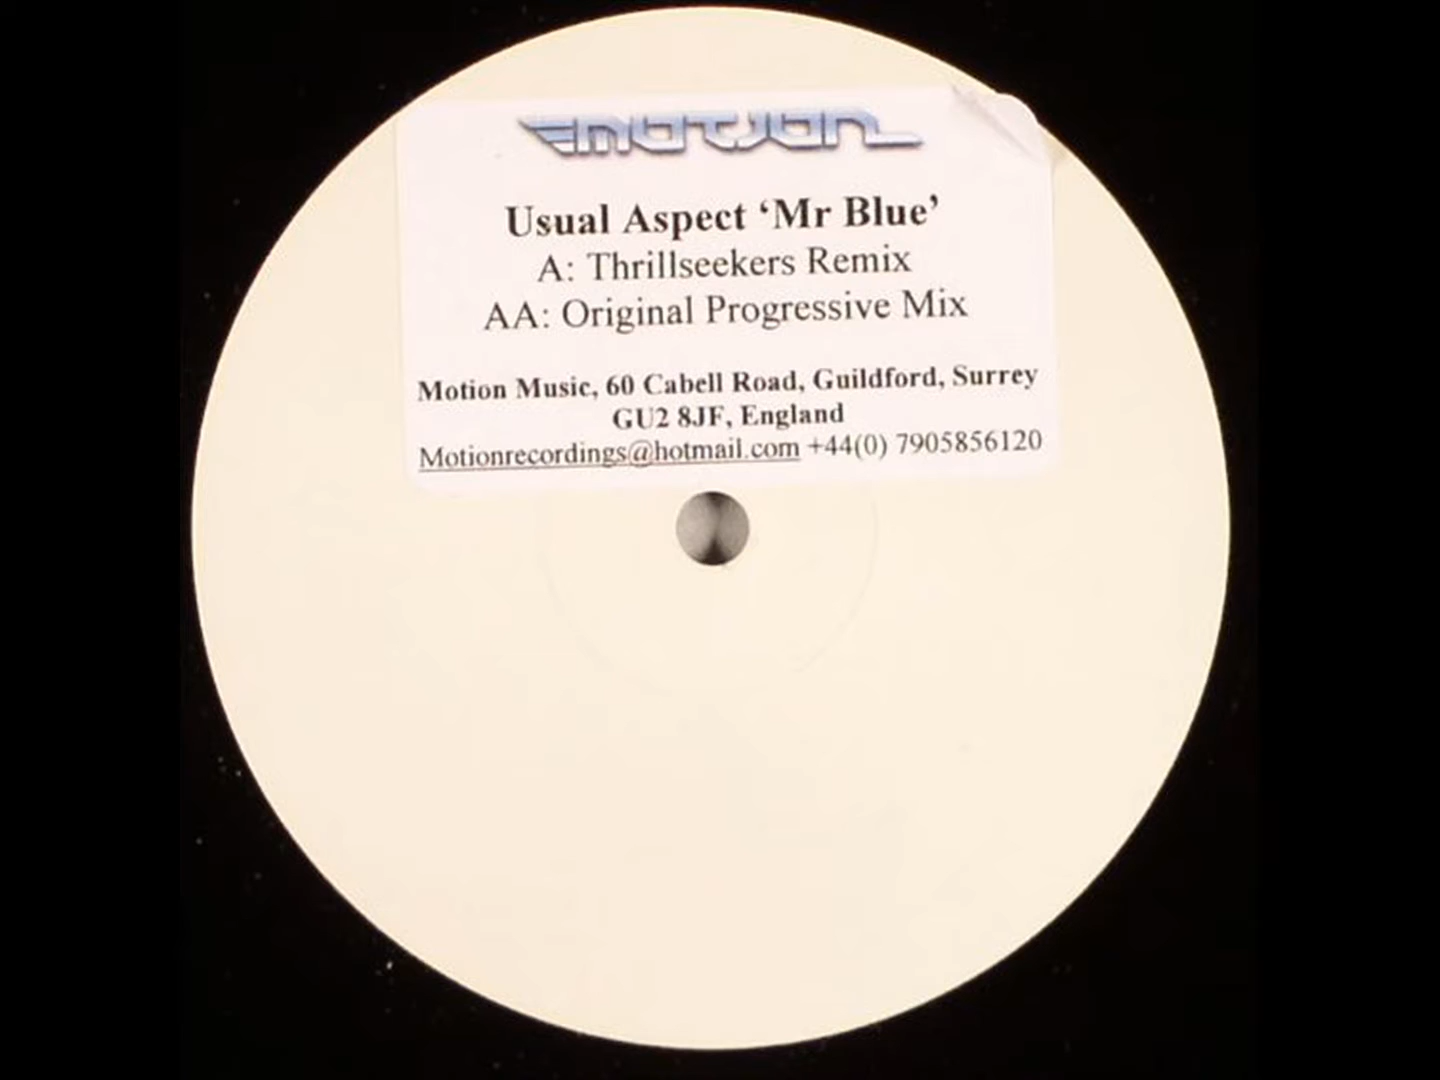 MOTION
Usual Aspect ‘Mr Blue’
A: Thrillseekers Remix
AA: Original Progressive Mix
Motion Music, 60 Cabell Road, Guildford, Surrey
GU2 8JF, England
Motionrecordings@hotmail.com +44(0) 7905856120